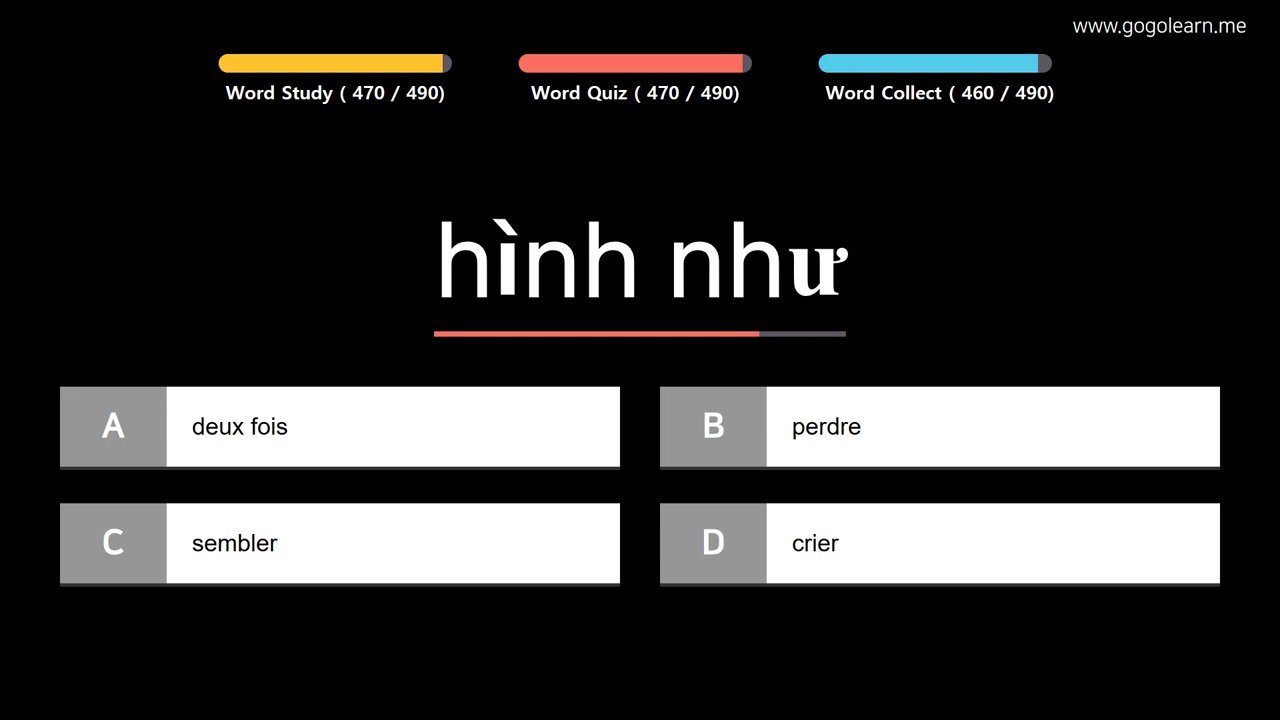 www.gogolearn.me
Word Study ( 470 / 490)
Word Quiz ( 470 / 490)
Word Collect ( 460 / 490)
hình như
A deux fois
B perdre
C sembler
D crier